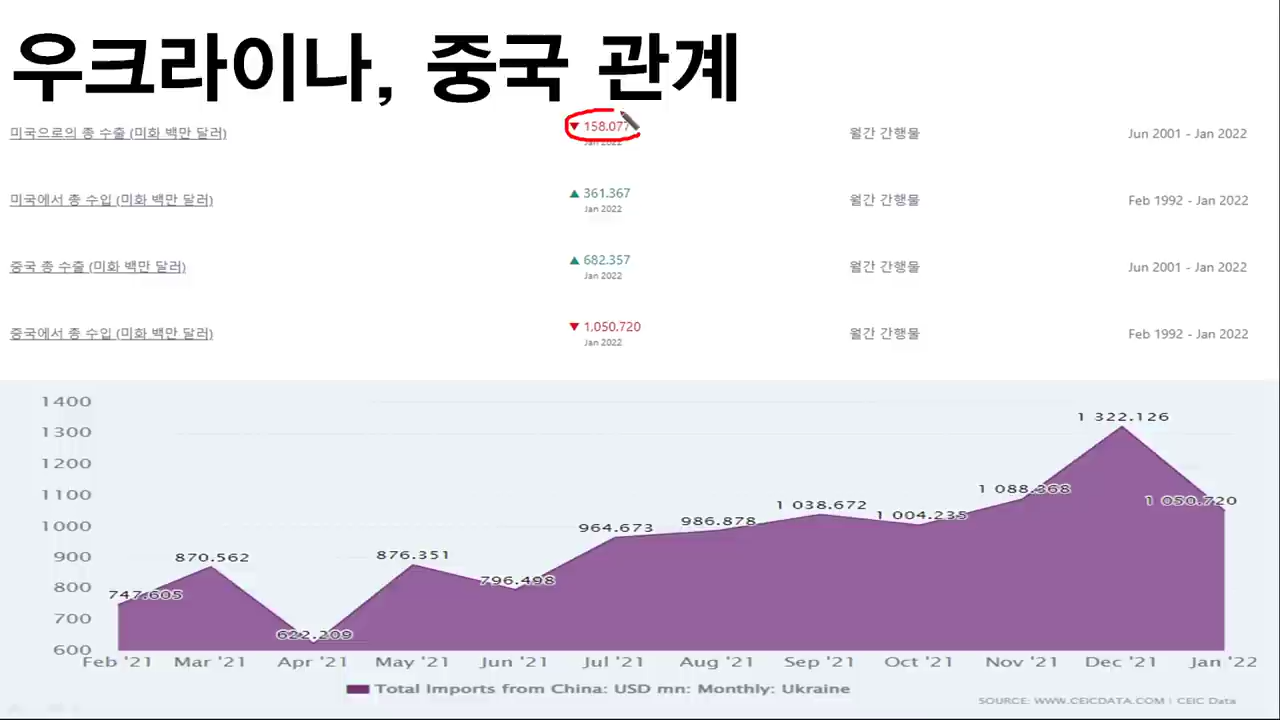 우크라이나, 중국 관계
미국으로의 총 수출 (미화 백만 달러) ▼ 158.077 월간 간행물 Jun 2001 - Jan 2022
Jan 2022
미국에서 총 수입 (미화 백만 달러) ▲ 361.367 월간 간행물 Feb 1992 - Jan 2022
Jan 2022
중국 총 수출 (미화 백만 달러) ▲ 682.357 월간 간행물 Jun 2001 - Jan 2022
Jan 2022
중국에서 총 수입 (미화 백만 달러) ▼ 1,050.720 월간 간행물 Feb 1992 - Jan 2022
Jan 2022
1400
1300
1200
1100
1000
900
800
700
600
747.605
870.562
622.209
876.351
796.498
964.673
986.878
1 038.672
1 004.235
1 088.368
1 322.126
1 050.720
Feb '21 Mar '21 Apr '21 May '21 Jun '21 Jul '21 Aug '21 Sep '21 Oct '21 Nov '21 Dec '21 Jan '22
Total Imports from China: USD mn: Monthly: Ukraine
SOURCE: WWW.CEICDATA.COM | CEIC Data